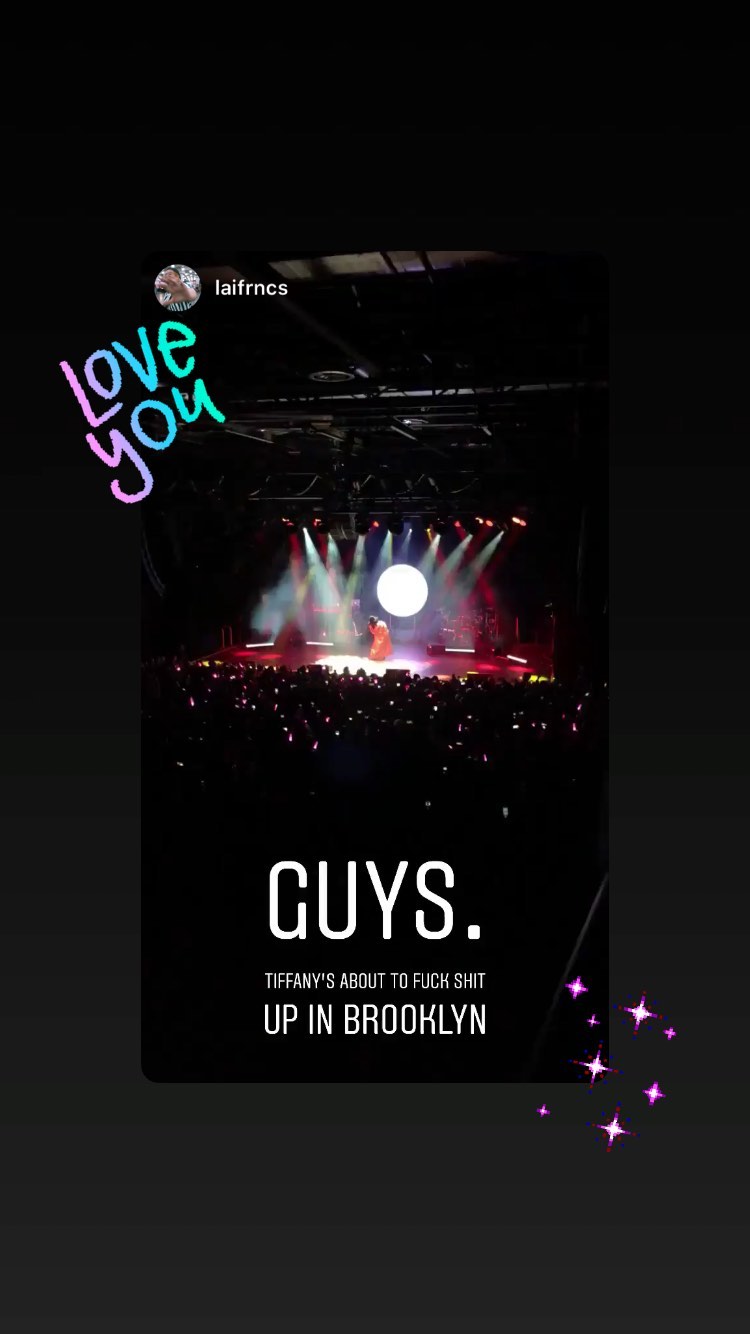 laifrncs
Love
you
GUYS.
TIFFANY'S ABOUT TO FUCK SHIT
UP IN BROOKLYN